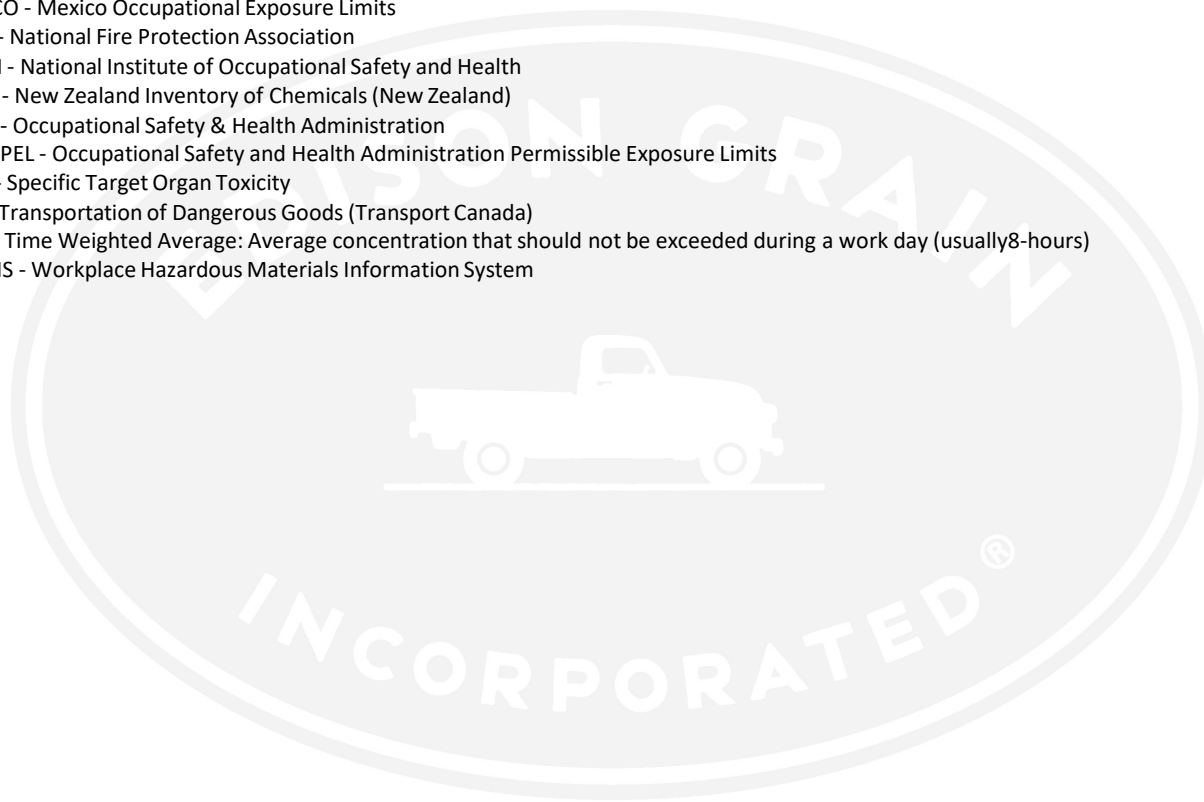 CO - Mexico Occupational Exposure Limits
- National Fire Protection Association
- National Institute of Occupational Safety and Health
- New Zealand Inventory of Chemicals (New Zealand)
- Occupational Safety & Health Administration
PEL - Occupational Safety and Health Administration Permissible Exposure Limits
- Specific Target Organ Toxicity
Transportation of Dangerous Goods (Transport Canada)
Time Weighted Average: Average concentration that should not be exceeded during a work day (usually8-hours)
IS - Workplace Hazardous Materials Information System
EDISON GRAIN
INCORPORATED®